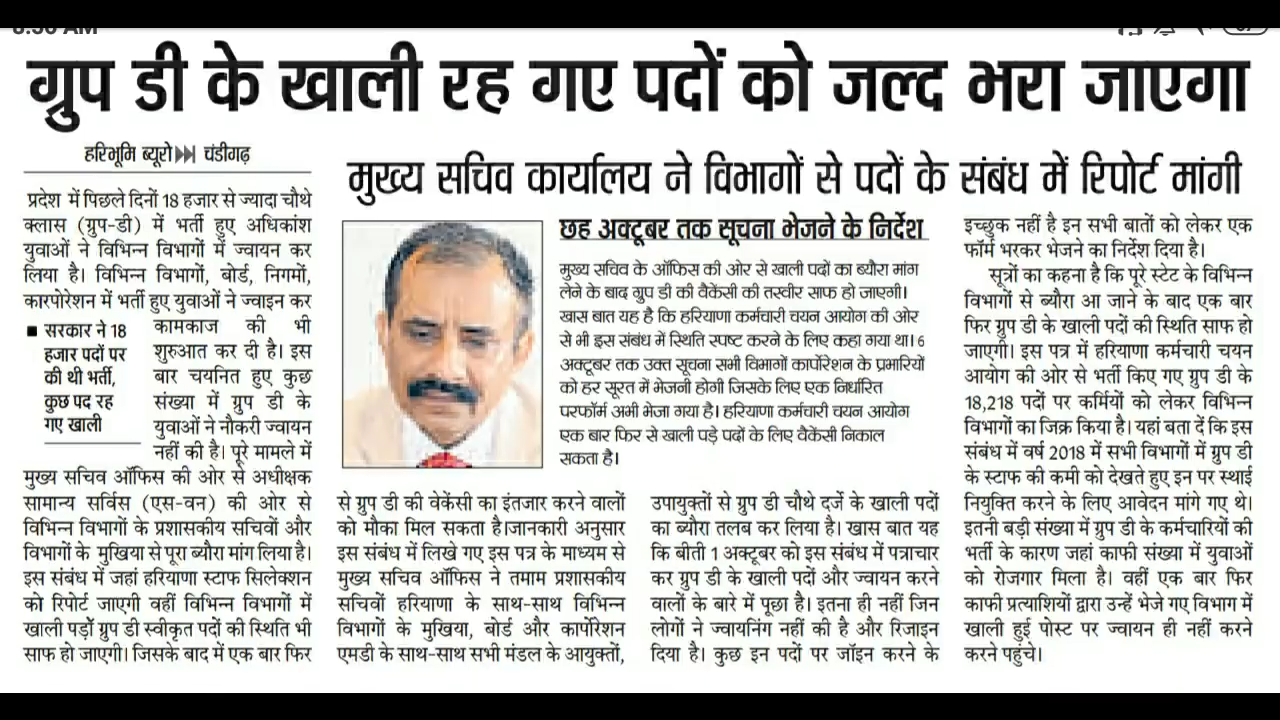 ग्रुप डी के खाली रह गए पदों को जल्द भरा जाएगा
हरिभूमि ब्यूरो चंडीगढ़
मुख्य सचिव कार्यालय ने विभागों से पदों के संबंध में रिपोर्ट मांगी
प्रदेश में पिछले दिनों 18 हजार से ज्यादा चौथे
क्लास (ग्रुप-डी) में भर्ती हुए अधिकांश
युवाओं ने विभिन्न विभागों में ज्वायन कर
लिया है। विभिन्न विभागों, बोर्ड, निगमों,
कारपोरेशन में भर्ती हुए युवाओं ने ज्वाइन कर
■ सरकार ने 18
हजार पदों पर
की थी भर्ती,
कुछ पद रह
गए खाली
कामकाज की भी
शुरुआत कर दी है। इस
बार चयनित हुए कुछ
संख्या में ग्रुप डी के
युवाओं ने नौकरी ज्वायन
नहीं की है। पूरे मामले में
मुख्य सचिव ऑफिस की ओर से अधीक्षक
सामान्य सर्विस (एस-वन) की ओर से
विभिन्न विभागों के प्रशासकीय सचिवों और
विभागों के मुखिया से पूरा ब्यौरा मांग लिया है।
इस संबंध में जहां हरियाणा स्टाफ सिलेक्शन
को रिपोर्ट जाएगी वहीं विभिन्न विभागों में
खाली पड़ों ग्रुप डी स्वीकृत पदों की स्थिति भी
साफ हो जाएगी। जिसके बाद में एक बार फिर
छह अक्टूबर तक सूचना भेजने के निर्देश
मुख्य सचिव के ऑफिस की ओर से खाली पदों का ब्यौरा मांग
लेने के बाद ग्रुप डी की वैकेंसी की तस्वीर साफ हो जाएगी।
खास बात यह है कि हरियाणा कर्मचारी चयन आयोग की ओर
से भी इस संबंध में स्थिति स्पष्ट करने के लिए कहा गया था। 6
अक्टूबर तक उक्त सूचना सभी विभागों कार्पोरेशन के प्रभारियों
को हर सूरत में भेजनी होगी जिसके लिए एक निर्धारित
परफॉर्म अभी भेजा गया है। हरियाणा कर्मचारी चयन आयोग
एक बार फिर से खाली पड़े पदों के लिए वैकेंसी निकाल
सकता है।
से ग्रुप डी की वेकेंसी का इंतजार करने वालों
को मौका मिल सकता है।जानकारी अनुसार
इस संबंध में लिखे गए इस पत्र के माध्यम से
मुख्य सचिव ऑफिस ने तमाम प्रशासकीय
सचिवों हरियाणा के साथ-साथ विभिन्न
विभागों के मुखिया, बोर्ड और कार्पोरेशन
एमडी के साथ-साथ सभी मंडल के आयुक्तों,
उपायुक्तों से ग्रुप डी चौथे दर्जे के खाली पदों
का ब्यौरा तलब कर लिया है। खास बात यह
कि बीती 1 अक्टूबर को इस संबंध में पत्राचार
कर ग्रुप डी के खाली पदों और ज्वायन करने
वालों के बारे में पूछा है। इतना ही नहीं जिन
लोगों ने ज्वायनिंग नहीं की है और रिजाइन
दिया है। कुछ इन पदों पर जॉइन करने के
इच्छुक नहीं है इन सभी बातों को लेकर एक
फॉर्म भरकर भेजने का निर्देश दिया है।
सूत्रों का कहना है कि पूरे स्टेट के विभिन्न
विभागों से ब्यौरा आ जाने के बाद एक बार
फिर ग्रुप डी के खाली पदों की स्थिति साफ हो
जाएगी। इस पत्र में हरियाणा कर्मचारी चयन
आयोग की ओर से भर्ती किए गए ग्रुप डी के
18,218 पदों पर कर्मियों को लेकर विभिन्न
विभागों का जिक्र किया है। यहां बता दें कि इस
संबंध में वर्ष 2018 में सभी विभागों में ग्रुप डी
के स्टाफ की कमी को देखते हुए इन पर स्थाई
नियुक्ति करने के लिए आवेदन मांगे गए थे।
इतनी बड़ी संख्या में ग्रुप डी के कर्मचारियों की
भर्ती के कारण जहां काफी संख्या में युवाओं
को रोजगार मिला है। वहीं एक बार फिर
काफी प्रत्याशियों द्वारा उन्हें भेजे गए विभाग में
खाली हुई पोस्ट पर ज्वायन ही नहीं करने
करने पहुंचे।